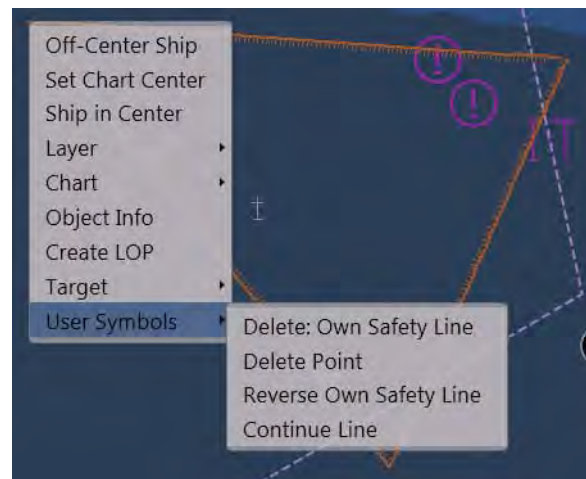 Off-Center Ship
Set Chart Center
Ship in Center
Layer
Chart
Object Info
Create LOP
Target
User Symbols
Delete: Own Safety Line
Delete Point
Reverse Own Safety Line
Continue Line